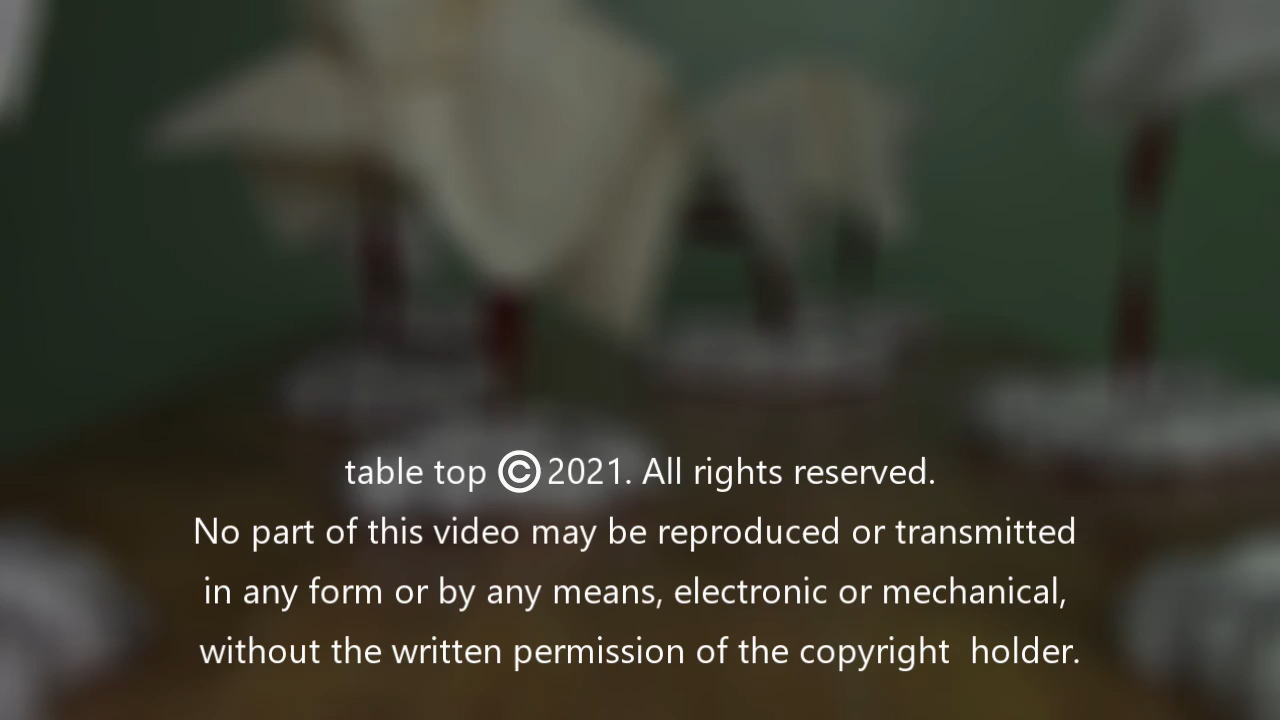 table top © 2021. All rights reserved.
No part of this video may be reproduced or transmitted
in any form or by any means, electronic or mechanical,
without the written permission of the copyright holder.